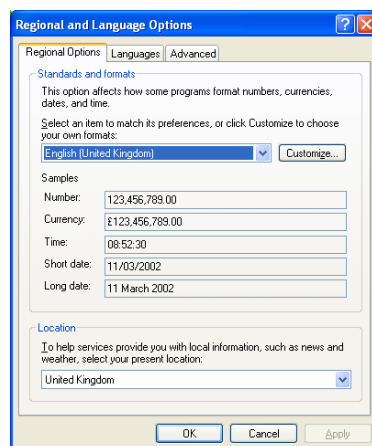 Regional and Language Options
Regional Options Languages Advanced
Standards and formats
This option affects how some programs format numbers, currencies,
dates, and time.
Select an item to match its preferences, or click Customize to choose
your own formats:
English (United Kingdom) Customize...
Samples
Number: 123,456,789.00
Currency: £123,456,789.00
Time: 08:52:30
Short date: 11/03/2002
Long date: 11 March 2002
Location
To help services provide you with local information, such as news and
weather, select your present location:
United Kingdom
OK Cancel Apply